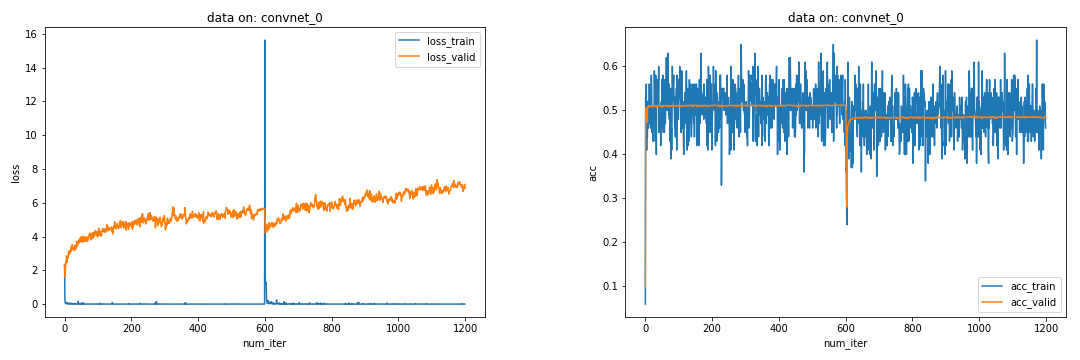 data on: convnet_0
16
14
12
10
8
6
4
2
0
loss
0
200
400
600
800
1000
1200
num_iter
loss_train
loss_valid
data on: convnet_0
0.6
0.5
0.4
0.3
0.2
0.1
acc
0
200
400
600
800
1000
1200
num_iter
acc_train
acc_valid